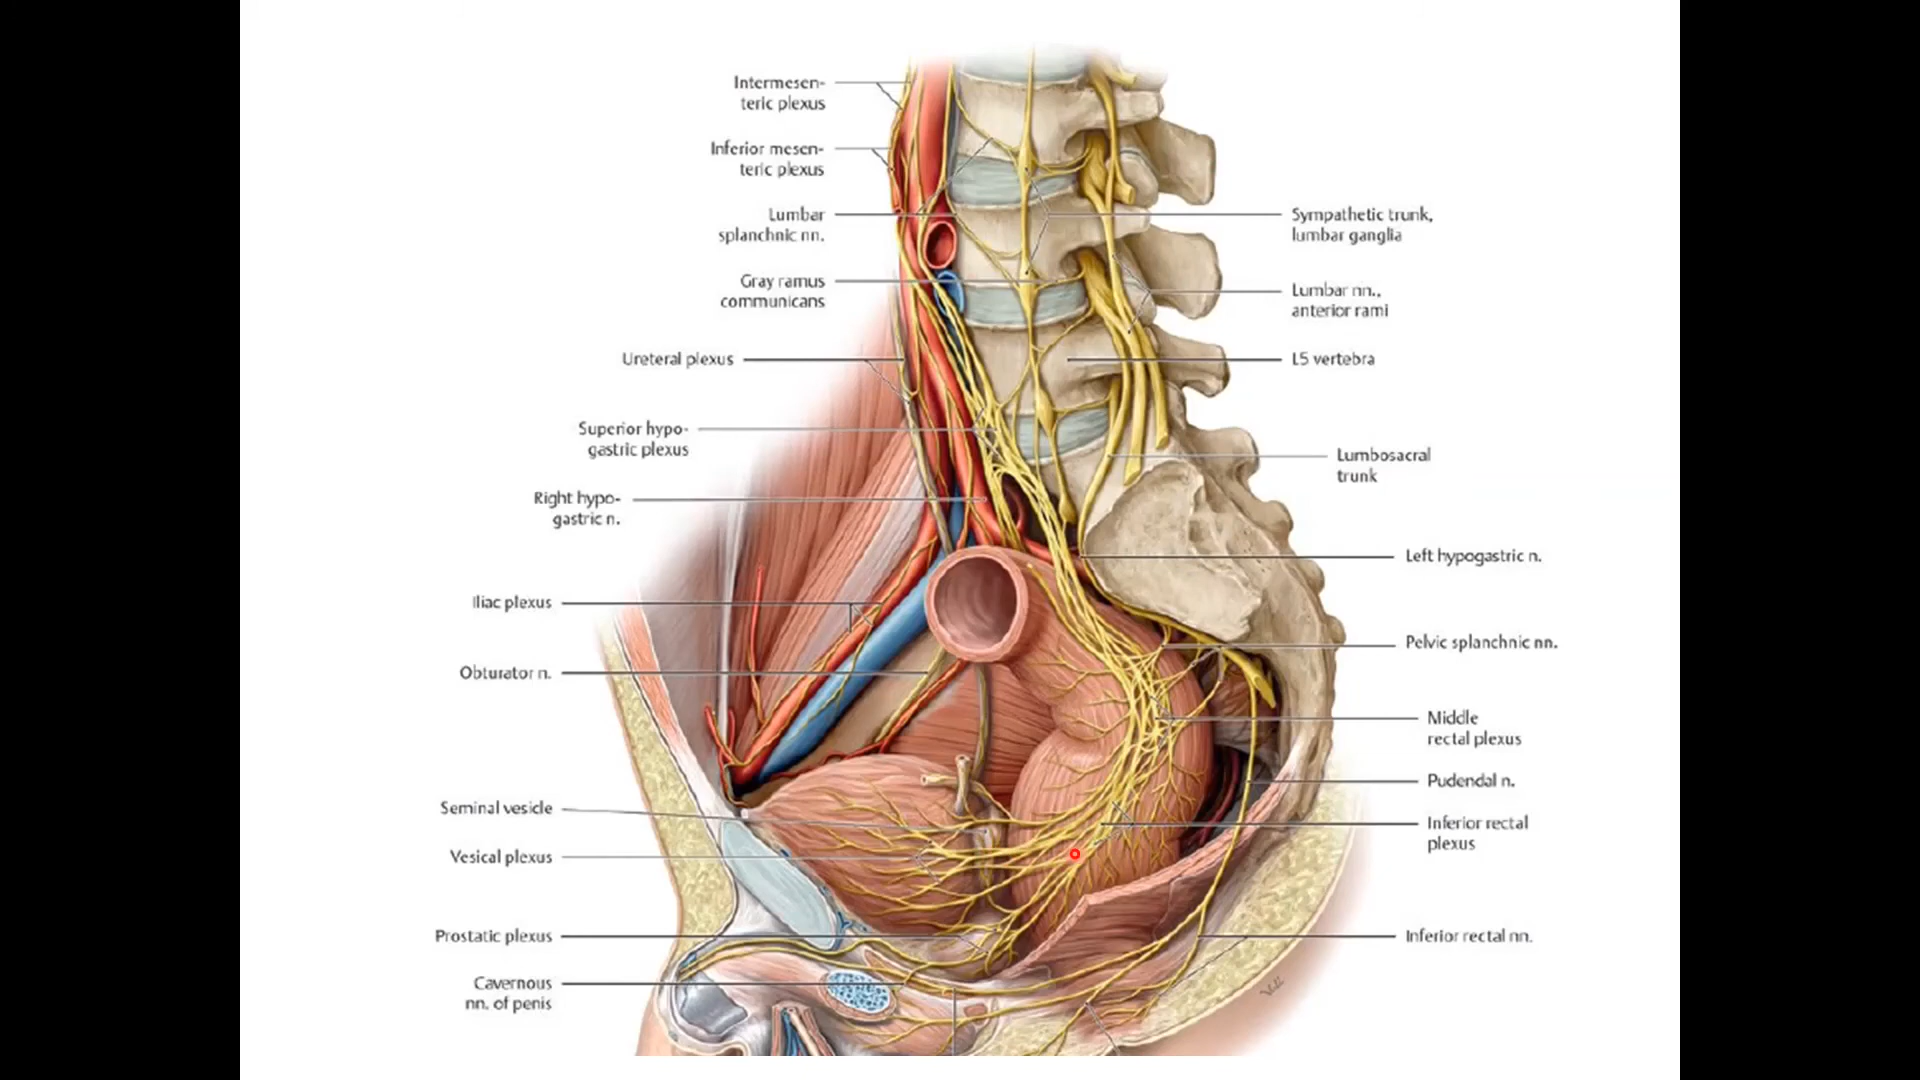 Intermesen-
teric plexus
Inferior mesen-
teric plexus
Lumbar
splanchnic nn.
Gray ramus
communicans
Ureteral plexus
Superior hypo-
gastric plexus
Right hypo-
gastric n.
Iliac plexus
Obturator n.
Seminal vesicle
Vesical plexus
Prostatic plexus
Cavernous
nn. of penis
Sympathetic trunk,
lumbar ganglia
Lumbar nn.,
anterior rami
L5 vertebra
Lumbosacral
trunk
Left hypogastric n.
Pelvic splanchnic nn.
Middle
rectal plexus
Pudendal n.
Inferior rectal
plexus
Inferior rectal nn.